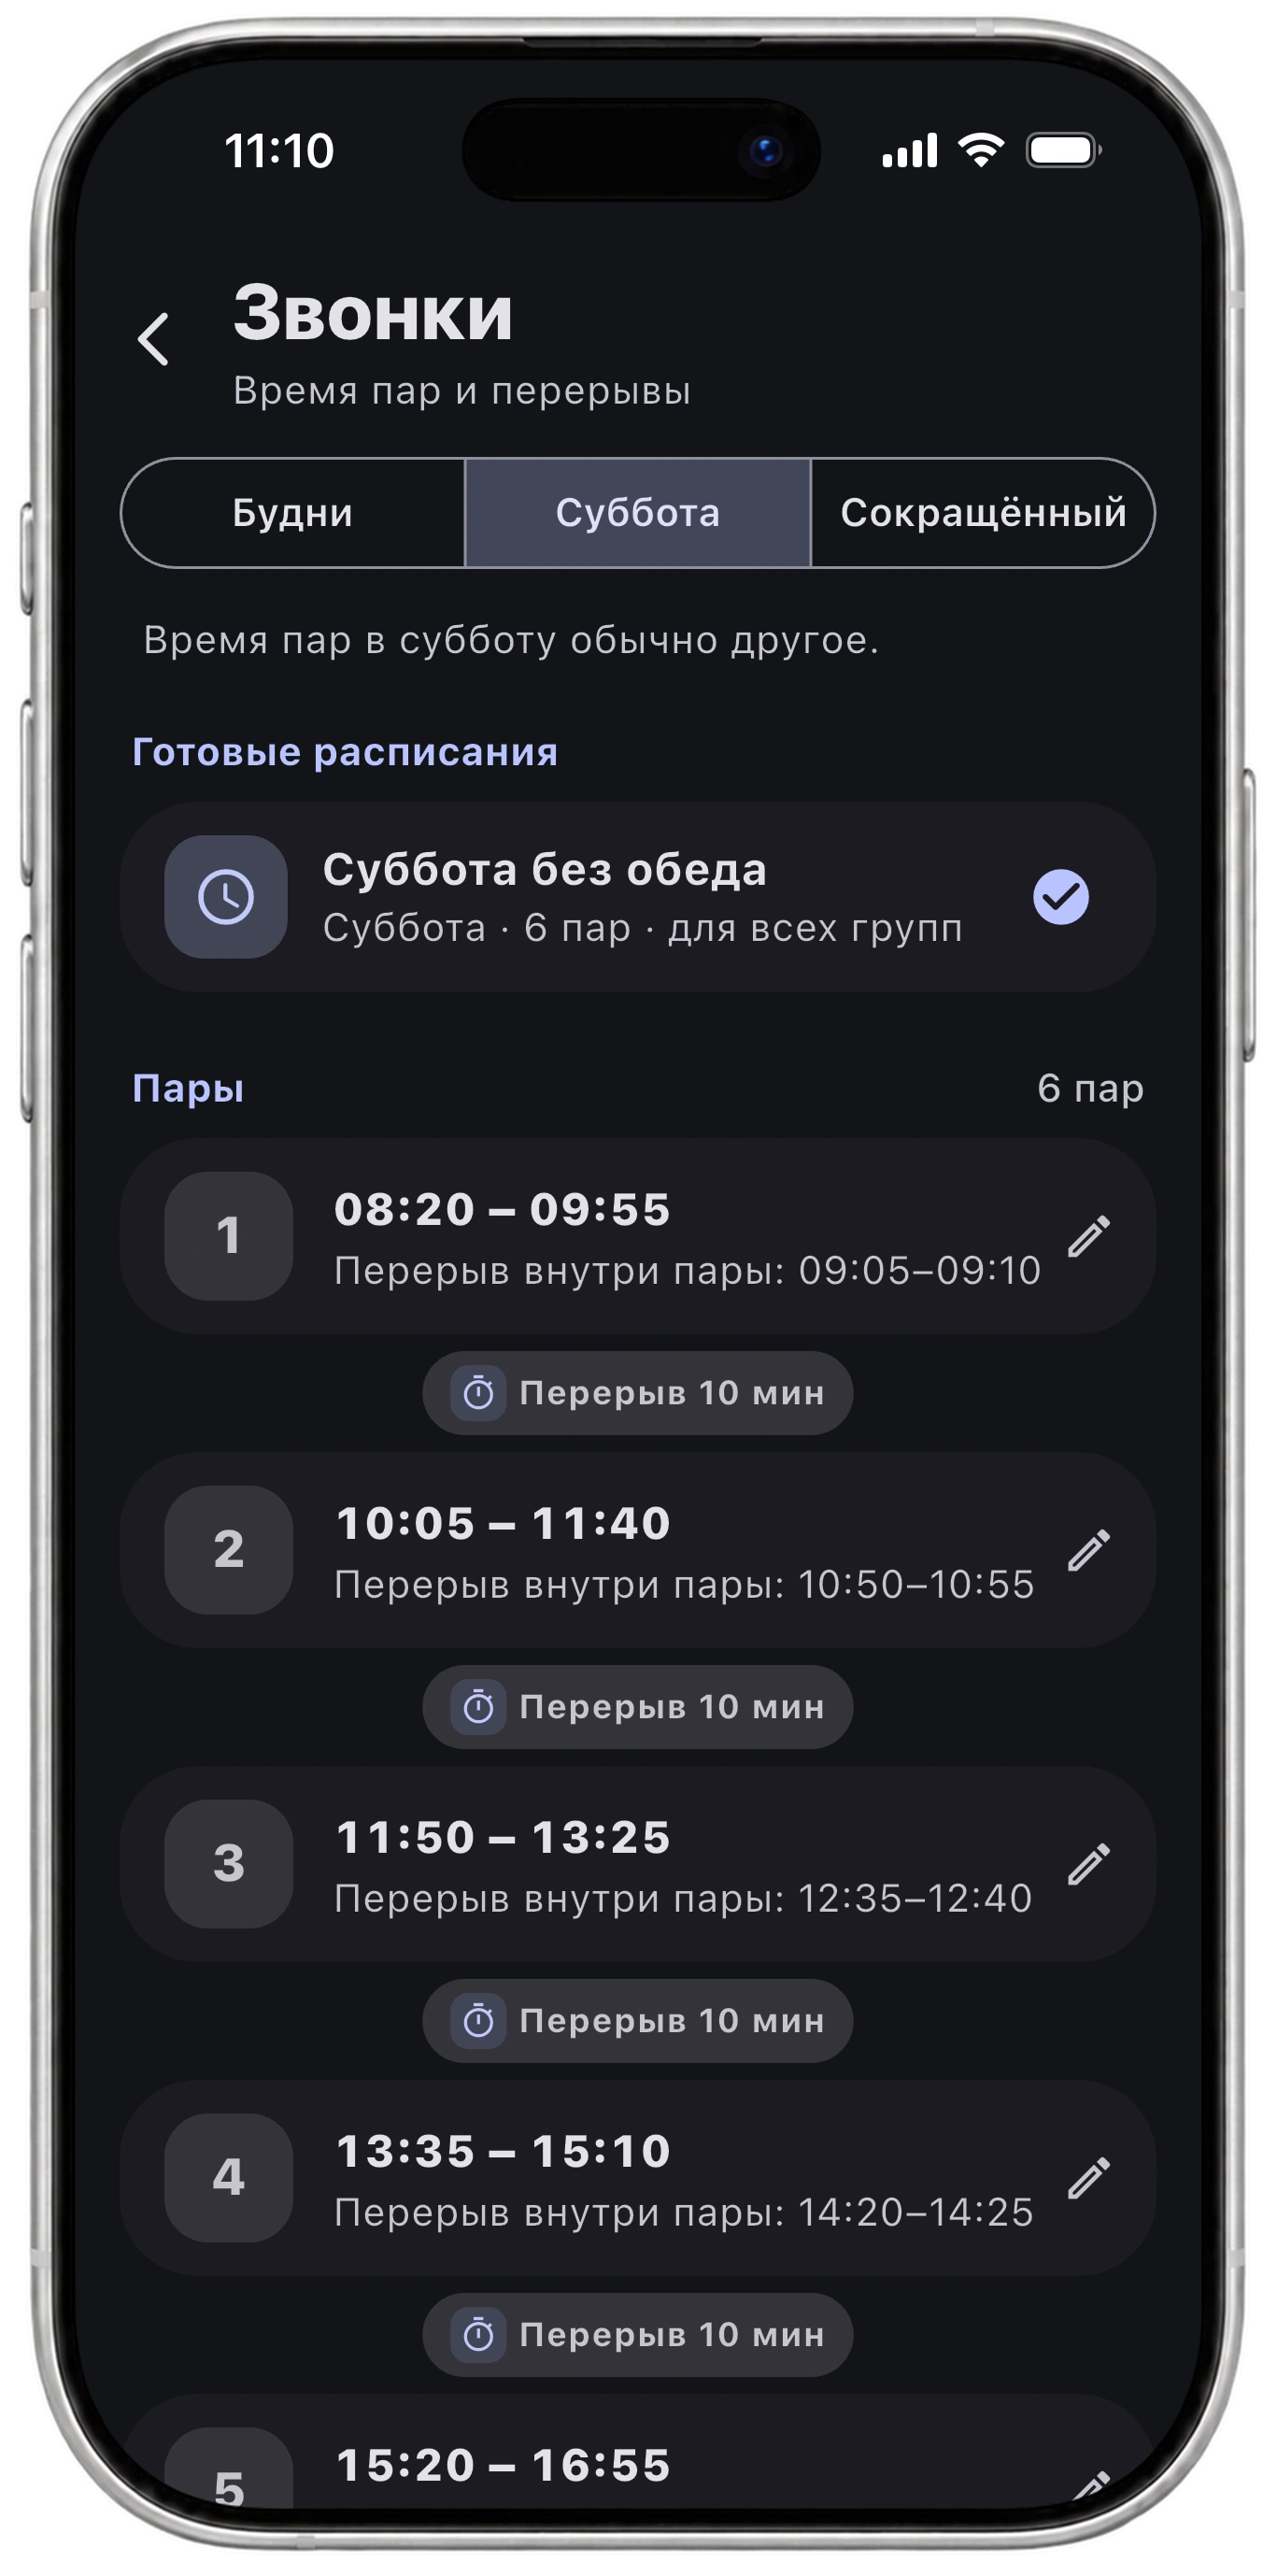 11:10
Звонки
Время пар и перерывы
Будни
Суббота
Сокращённый
Время пар в субботу обычно другое.
Готовые расписания
Суббота без обеда
Суббота · 6 пар · для всех групп
Пары
6 пар
1
08:20 – 09:55
Перерыв внутри пары: 09:05–09:10
Перерыв 10 мин
2
10:05 – 11:40
Перерыв внутри пары: 10:50–10:55
Перерыв 10 мин
3
11:50 – 13:25
Перерыв внутри пары: 12:35–12:40
Перерыв 10 мин
4
13:35 – 15:10
Перерыв внутри пары: 14:20–14:25
Перерыв 10 мин
5
15:20 – 16:55